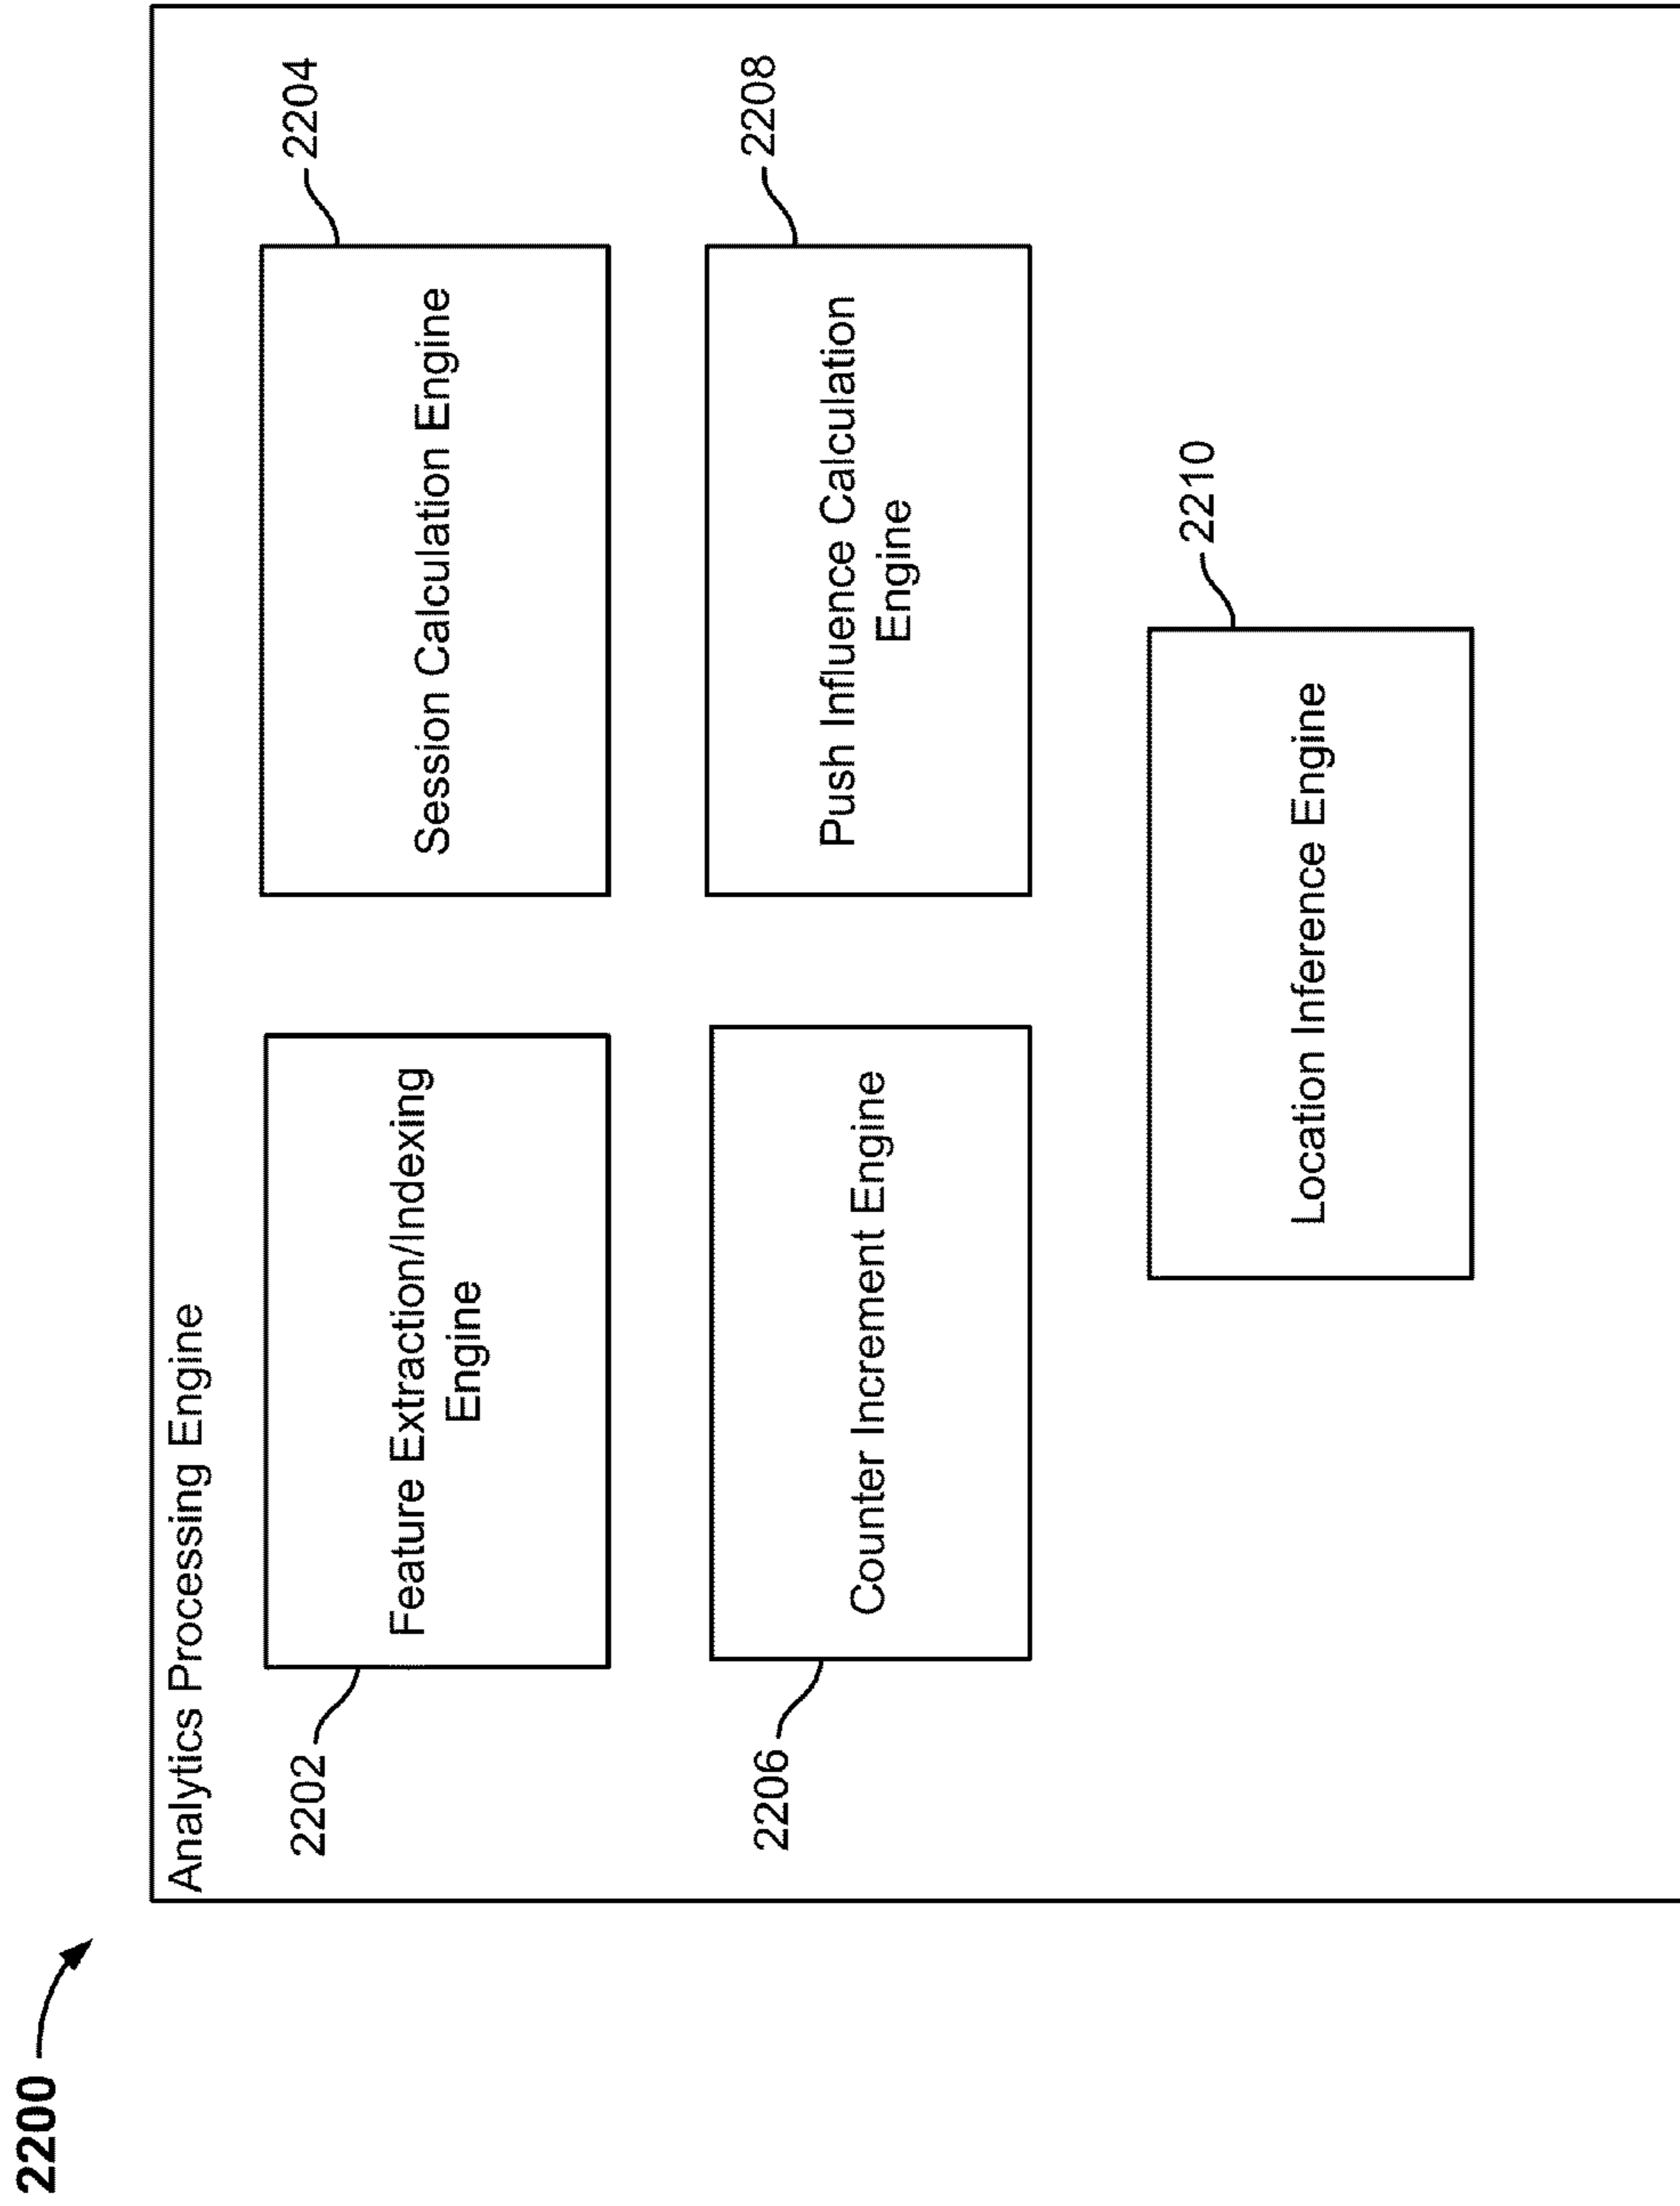 2200
Analytics Processing Engine
2202
Feature Extraction/Indexing
Engine
Session Calculation Engine
2204
2206
Counter Increment Engine
Push Influence Calculation
Engine
2208
Location Inference Engine
2210